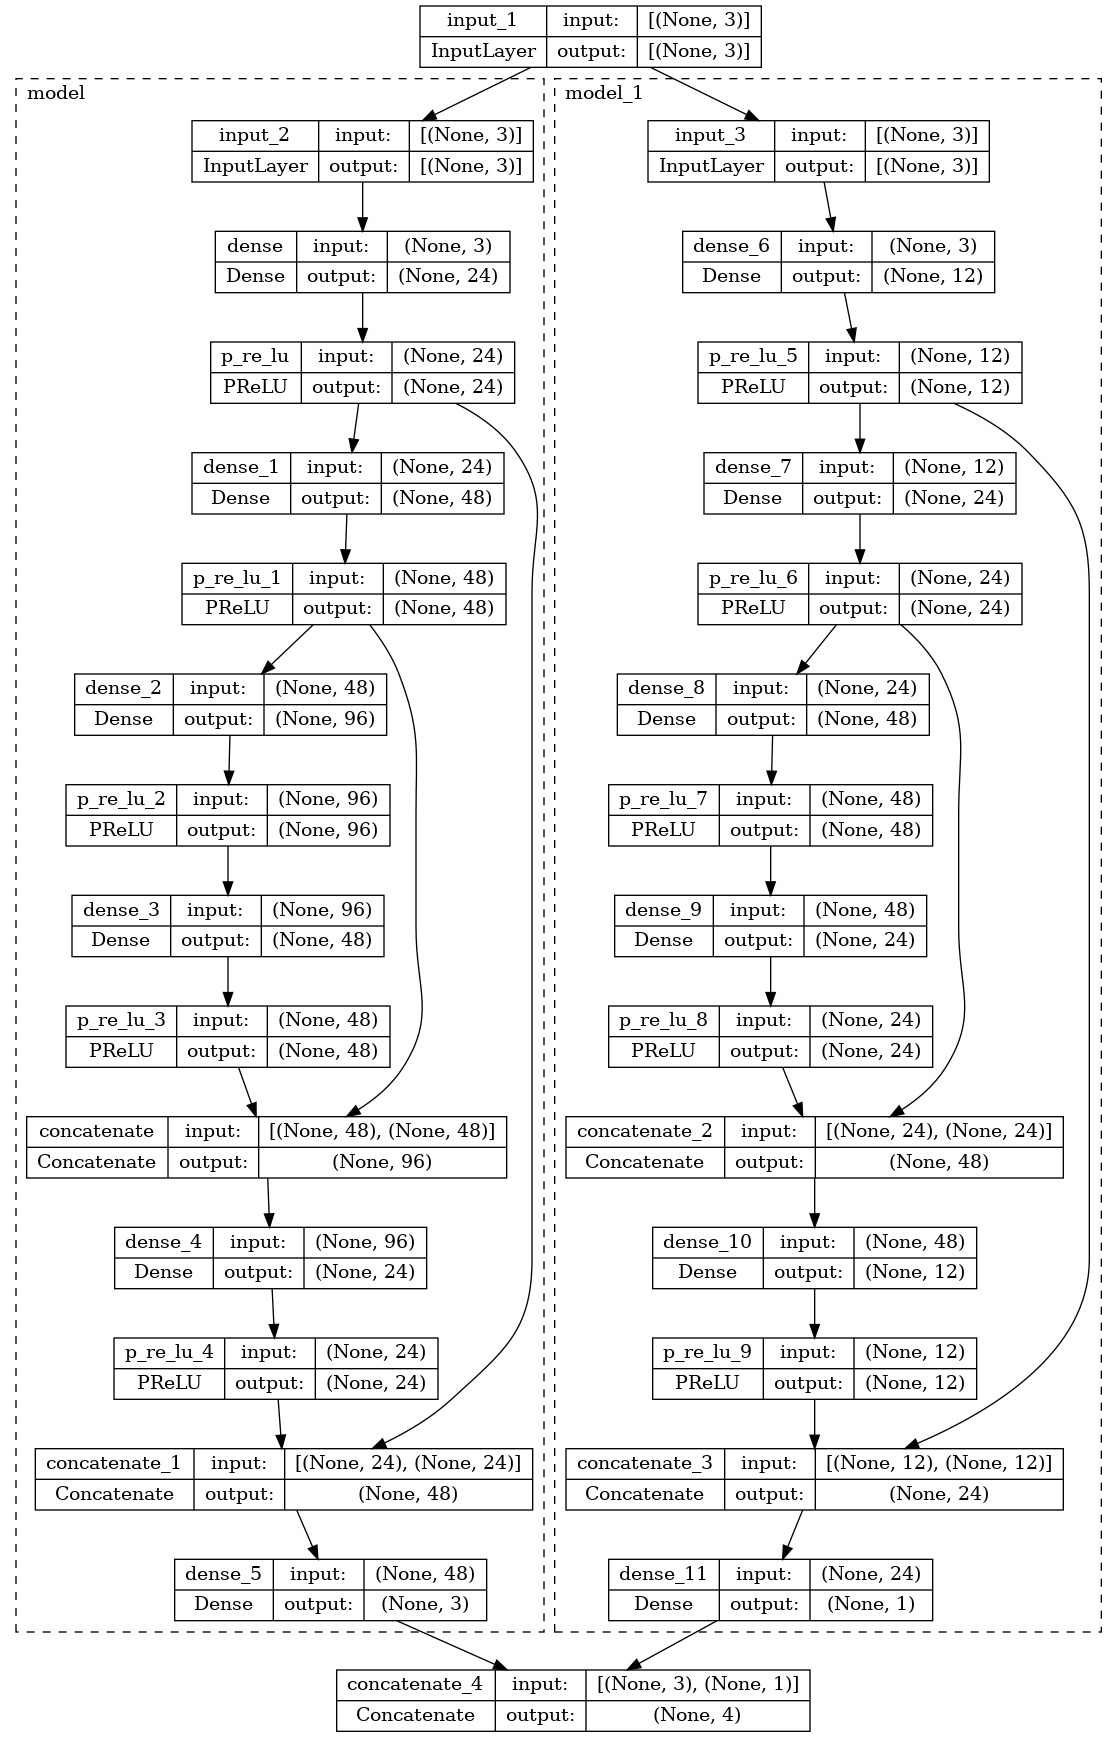 input_1 input: [(None, 3)]
InputLayer output: [(None, 3)]
model
input_2 input: [(None, 3)]
InputLayer output: [(None, 3)]
dense input: (None, 3)
Dense output: (None, 24)
p_re_lu input: (None, 24)
PReLU output: (None, 24)
dense_1 input: (None, 24)
Dense output: (None, 48)
p_re_lu_1 input: (None, 48)
PReLU output: (None, 48)
dense_2 input: (None, 48)
Dense output: (None, 96)
p_re_lu_2 input: (None, 96)
PReLU output: (None, 96)
dense_3 input: (None, 96)
Dense output: (None, 48)
p_re_lu_3 input: (None, 48)
PReLU output: (None, 48)
concatenate input: [(None, 48), (None, 48)]
Concatenate output: (None, 96)
dense_4 input: (None, 96)
Dense output: (None, 24)
p_re_lu_4 input: (None, 24)
PReLU output: (None, 24)
concatenate_1 input: [(None, 24), (None, 24)]
Concatenate output: (None, 48)
dense_5 input: (None, 48)
Dense output: (None, 3)
model_1
input_3 input: [(None, 3)]
InputLayer output: [(None, 3)]
dense_6 input: (None, 3)
Dense output: (None, 12)
p_re_lu_5 input: (None, 12)
PReLU output: (None, 12)
dense_7 input: (None, 12)
Dense output: (None, 24)
p_re_lu_6 input: (None, 24)
PReLU output: (None, 24)
dense_8 input: (None, 24)
Dense output: (None, 48)
p_re_lu_7 input: (None, 48)
PReLU output: (None, 48)
dense_9 input: (None, 48)
Dense output: (None, 24)
p_re_lu_8 input: (None, 24)
PReLU output: (None, 24)
concatenate_2 input: [(None, 24), (None, 24)]
Concatenate output: (None, 48)
dense_10 input: (None, 48)
Dense output: (None, 12)
p_re_lu_9 input: (None, 12)
PReLU output: (None, 12)
concatenate_3 input: [(None, 12), (None, 12)]
Concatenate output: (None, 24)
dense_11 input: (None, 24)
Dense output: (None, 1)
concatenate_4 input: [(None, 3), (None, 1)]
Concatenate output: (None, 4)